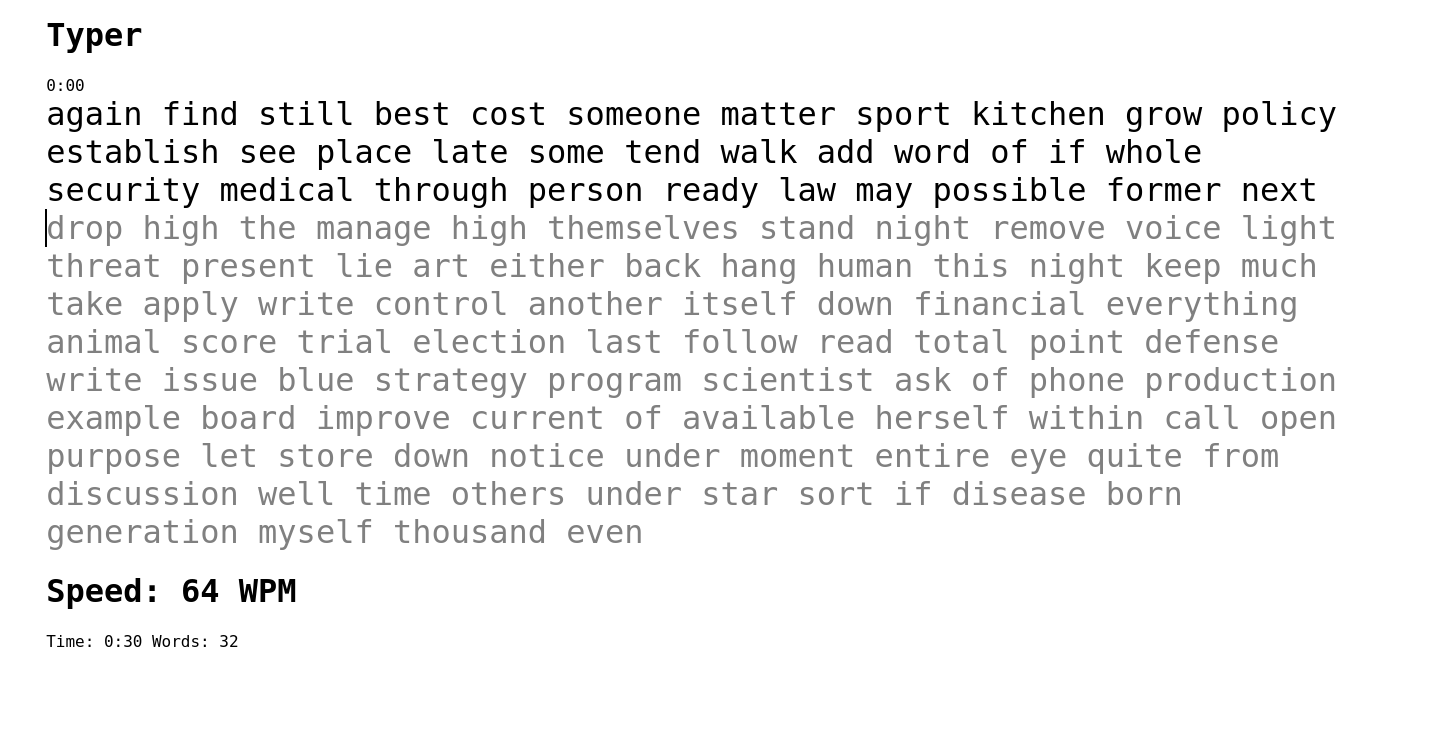 Typer
0:00
again find still best cost someone matter sport kitchen grow policy
establish see place late some tend walk add word of if whole
security medical through person ready law may possible former next
drop high the manage high themselves stand night remove voice light
threat present lie art either back hang human this night keep much
take apply write control another itself down financial everything
animal score trial election last follow read total point defense
write issue blue strategy program scientist ask of phone production
example board improve current of available herself within call open
purpose let store down notice under moment entire eye quite from
discussion well time others under star sort if disease born
generation myself thousand even
Speed: 64 WPM
Time: 0:30 Words: 32